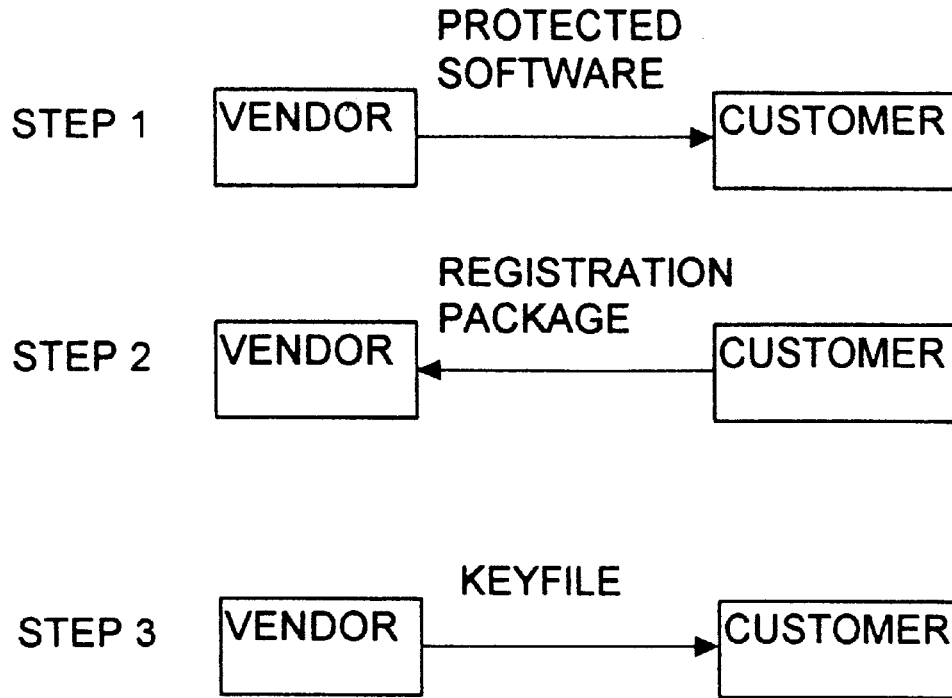 PROTECTED
SOFTWARE
STEP 1
VENDOR
CUSTOMER
REGISTRATION
PACKAGE
STEP 2
VENDOR
CUSTOMER
KEYFILE
STEP 3
VENDOR
CUSTOMER